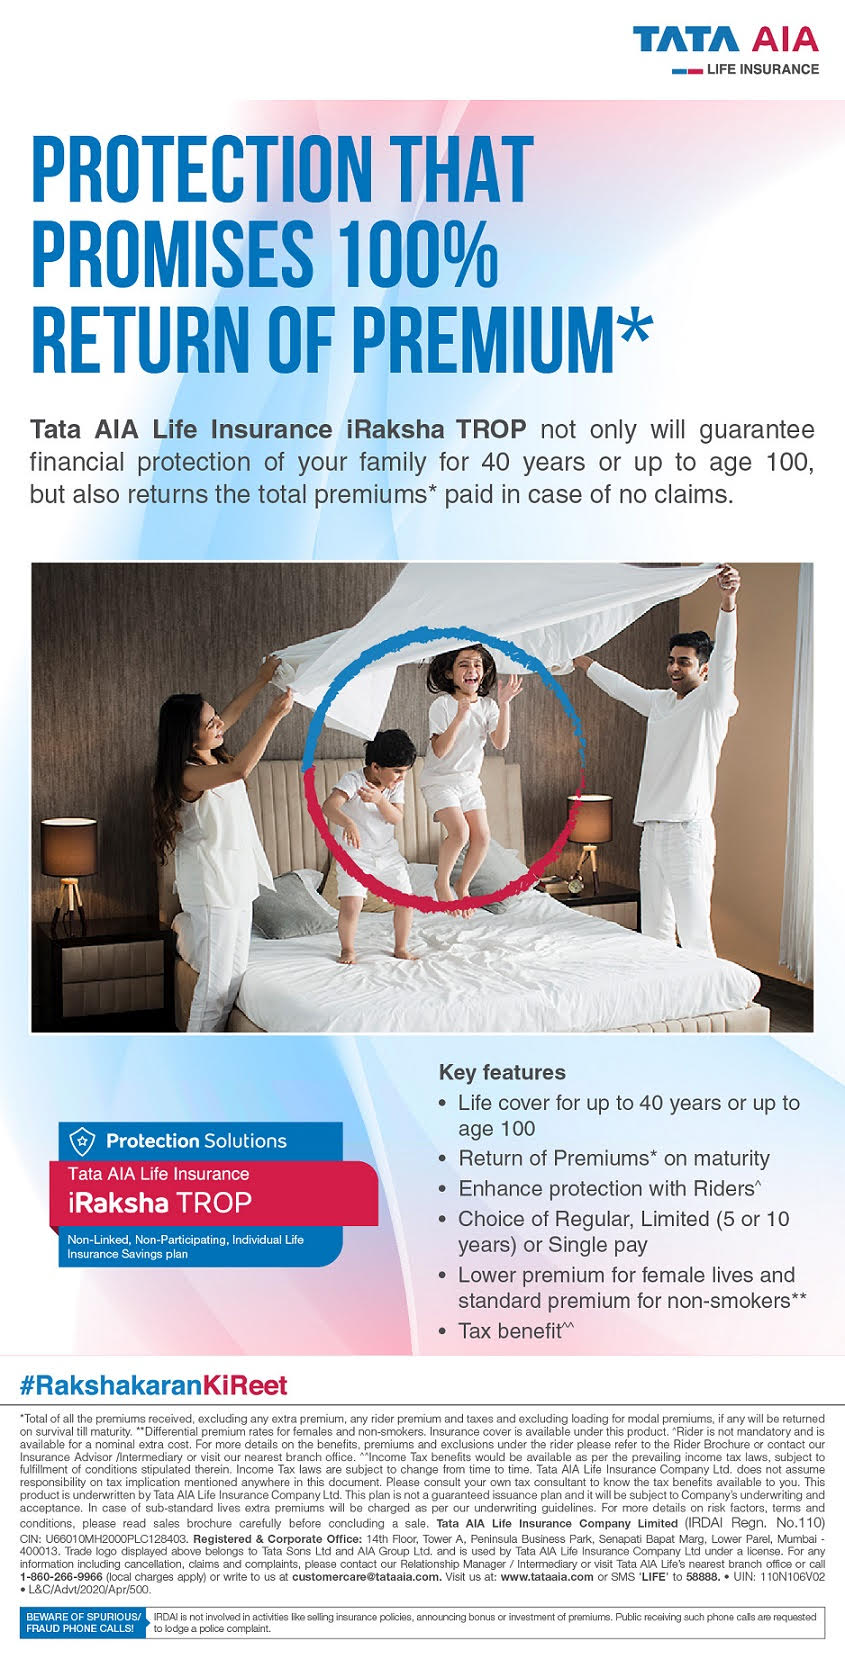 TATA AIA
LIFE INSURANCE
PROTECTION THAT
PROMISES 100%
RETURN OF PREMIUM*
Tata AIA Life Insurance iRaksha TROP not only will guarantee
financial protection of your family for 40 years or up to age 100,
but also returns the total premiums* paid in case of no claims.
Protection Solutions
Tata AIA Life Insurance
iRaksha TROP
Non-Linked, Non-Participating, Individual Life
Insurance Savings plan
Key features
• Life cover for up to 40 years or up to
age 100
• Return of Premiums* on maturity
• Enhance protection with Riders^
• Choice of Regular, Limited (5 or 10
years) or Single pay
• Lower premium for female lives and
standard premium for non-smokers**
• Tax benefit^^
#RakshakaranKiReet
*Total of all the premiums received, excluding any extra premium, any rider premium and taxes and excluding loading for modal premiums, if any will be returned
on survival till maturity. **Differential premium rates for females and non-smokers. Insurance cover is available under this product. ^Rider is not mandatory and is
available for a nominal extra cost. For more details on the benefits, premiums and exclusions under the rider please refer to the Rider Brochure or contact our
Insurance Advisor /Intermediary or visit our nearest branch office. ^^Income Tax benefits would be available as per the prevailing income tax laws, subject to
fulfillment of conditions stipulated therein. Income Tax laws are subject to change from time to time. Tata AIA Life Insurance Company Ltd. does not assume
responsibility on tax implication mentioned anywhere in this document. Please consult your own tax consultant to know the tax benefits available to you. This
product is underwritten by Tata AIA Life Insurance Company Ltd. This plan is not a guaranteed issuance plan and it will be subject to Company's underwriting and
acceptance. In case of sub-standard lives extra premiums will be charged as per our underwriting guidelines. For more details on risk factors, terms and
conditions, please read sales brochure carefully before concluding a sale. Tata AIA Life Insurance Company Limited (IRDAI Regn. No.110)
CIN: U66010MH2000PLC128403. Registered & Corporate Office: 14th Floor, Tower A, Peninsula Business Park, Senapati Bapat Marg, Lower Parel, Mumbai -
400013. Trade logo displayed above belongs to Tata Sons Ltd and AIA Group Ltd. and is used by Tata AIA Life Insurance Company Ltd under a license. For any
information including cancellation, claims and complaints, please contact our Relationship Manager / Intermediary or visit Tata AIA Life's nearest branch office or call
1-860-266-9966 (local charges apply) or write to us at customercare@tataaia.com. Visit us at: www.tataaia.com or SMS 'LIFE' to 58888. • UIN: 110N106V02
• L&C/Advt/2020/Apr/500.
BEWARE OF SPURIOUS/
FRAUD PHONE CALLS!
IRDAI is not involved in activities like selling insurance policies, announcing bonus or investment of premiums. Public receiving such phone calls are requested
to lodge a police complaint.